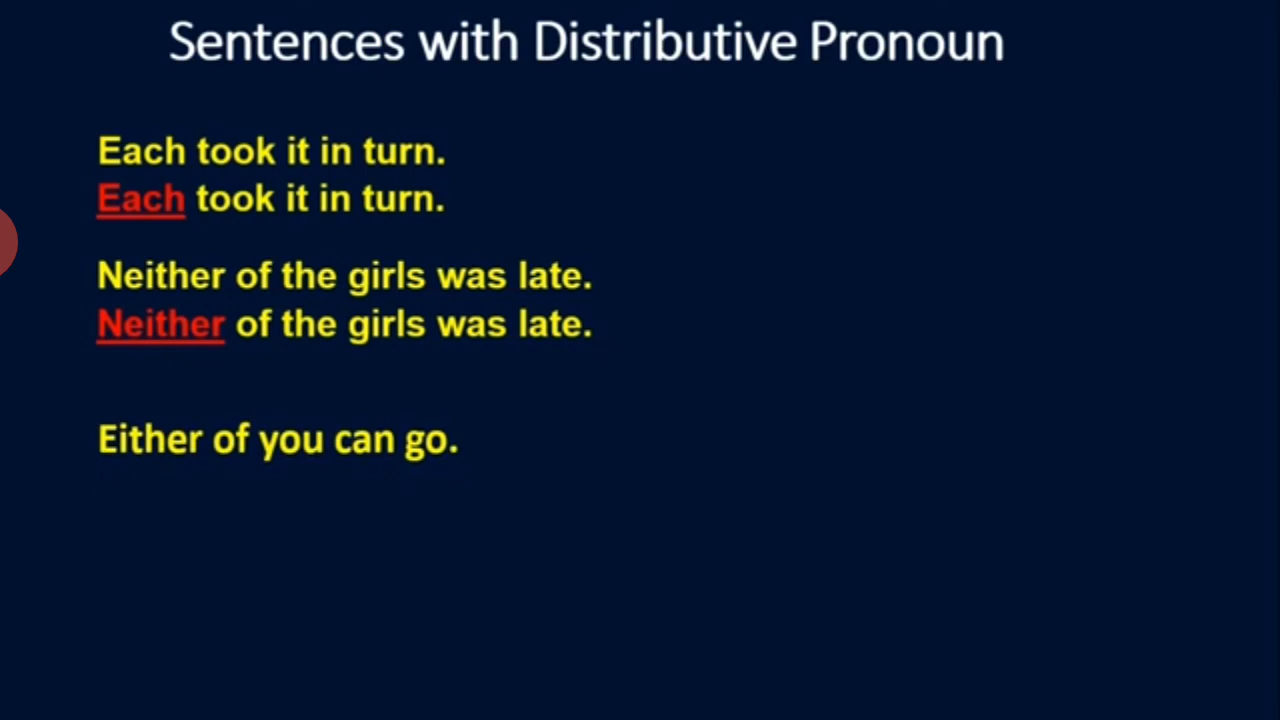 Sentences with Distributive Pronoun
Each took it in turn.
Each took it in turn.
Neither of the girls was late.
Neither of the girls was late.
Either of you can go.